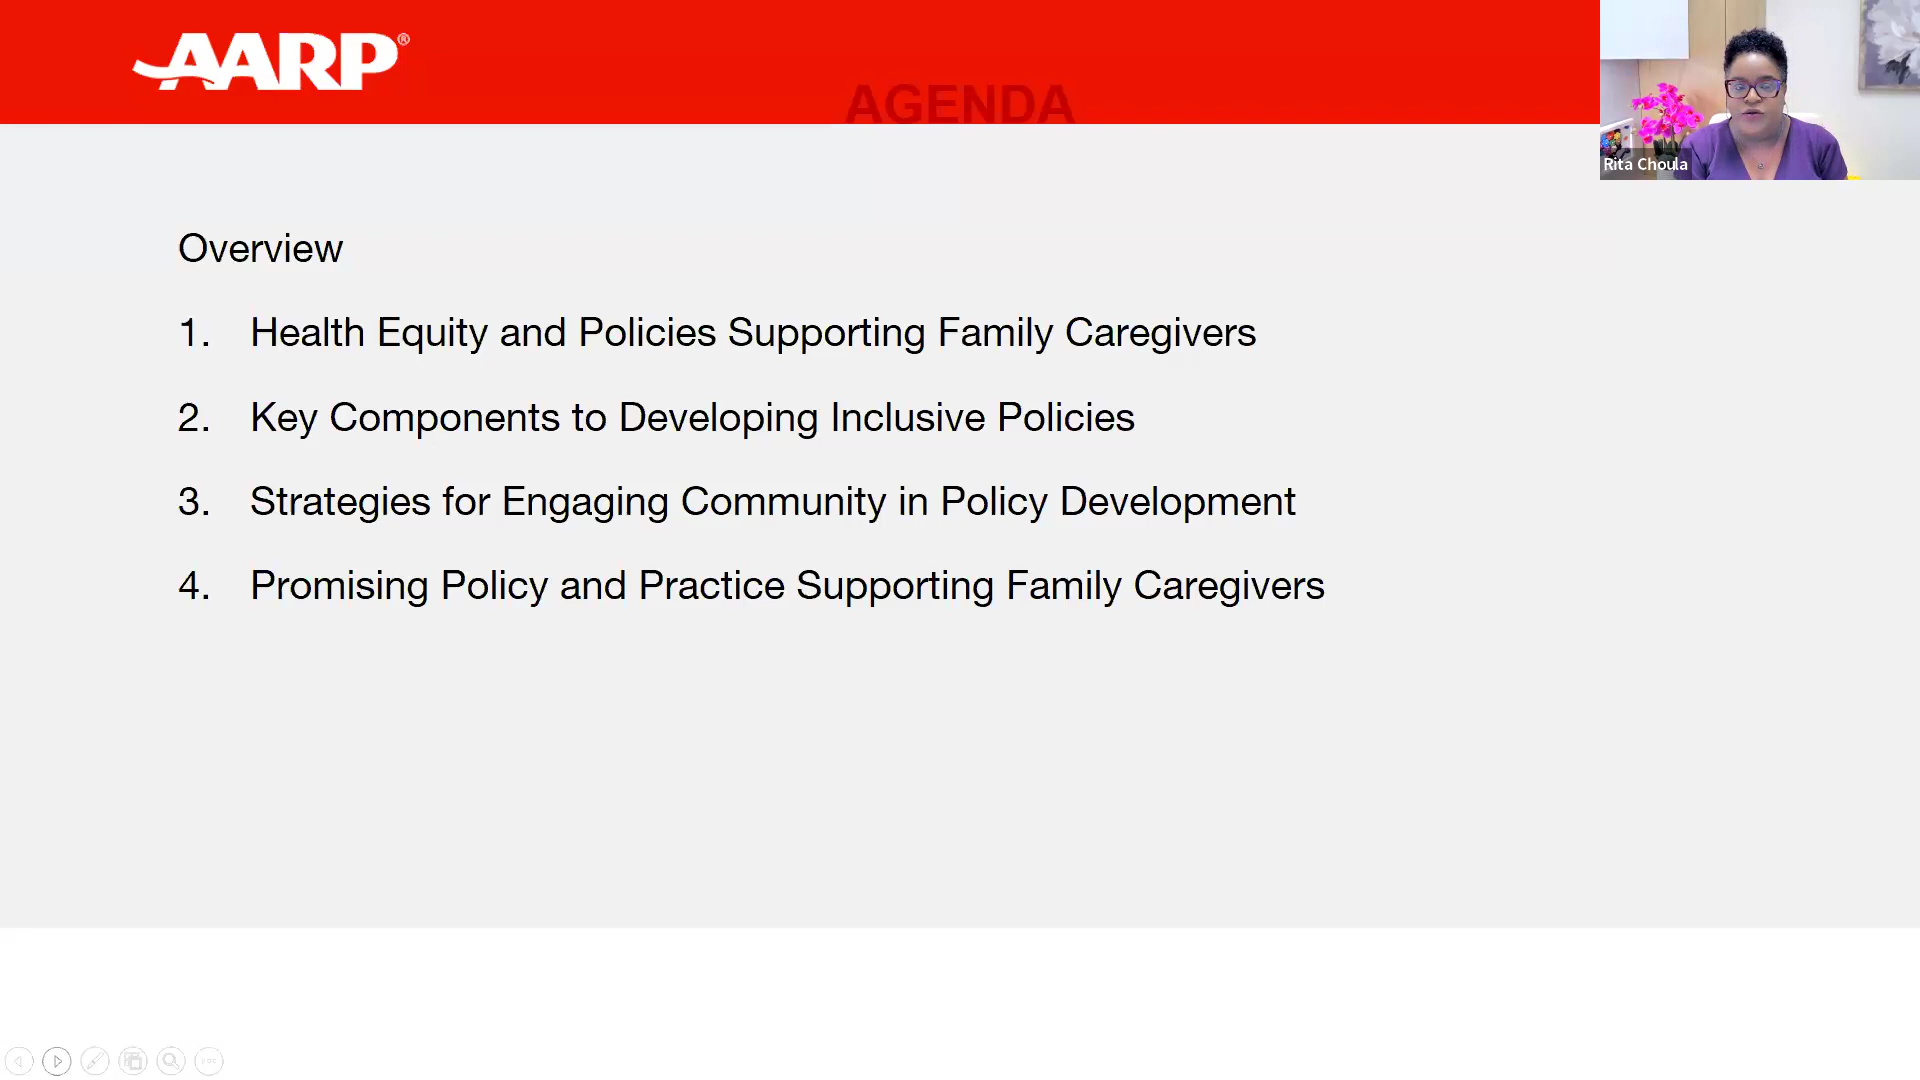 AARP®
AGENDA
Rita Choula
Overview
1. Health Equity and Policies Supporting Family Caregivers
2. Key Components to Developing Inclusive Policies
3. Strategies for Engaging Community in Policy Development
4. Promising Policy and Practice Supporting Family Caregivers